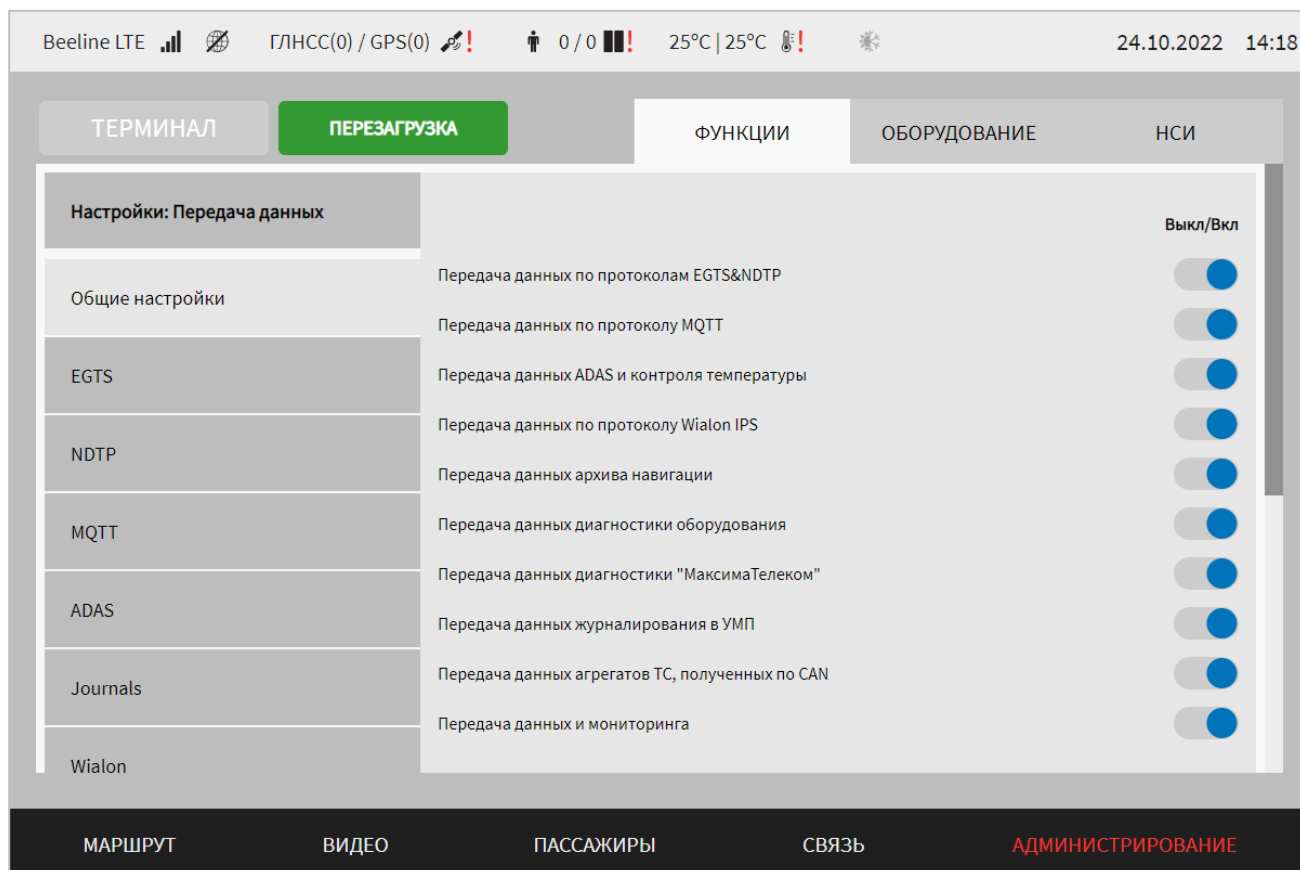 Beeline LTE ГЛНСС(0) / GPS(0) ! 0 / 0 ! 25°C | 25°C ! 24.10.2022 14:18
ТЕРМИНАЛ ПЕРЕЗАГРУЗКА ФУНКЦИИ ОБОРУДОВАНИЕ НСИ
Настройки: Передача данных
Общие настройки
EGTS
NDTP
MQTT
ADAS
Journals
Wialon
Выкл/Вкл
Передача данных по протоколам EGTS&NDTP
Передача данных по протоколу MQTT
Передача данных ADAS и контроля температуры
Передача данных по протоколу Wialon IPS
Передача данных архива навигации
Передача данных диагностики оборудования
Передача данных диагностики "МаксимаТелеком"
Передача данных журналирования в УМП
Передача данных агрегатов ТС, полученных по CAN
Передача данных и мониторинга
МАРШРУТ ВИДЕО ПАССАЖИРЫ СВЯЗЬ АДМИНИСТРИРОВАНИЕ